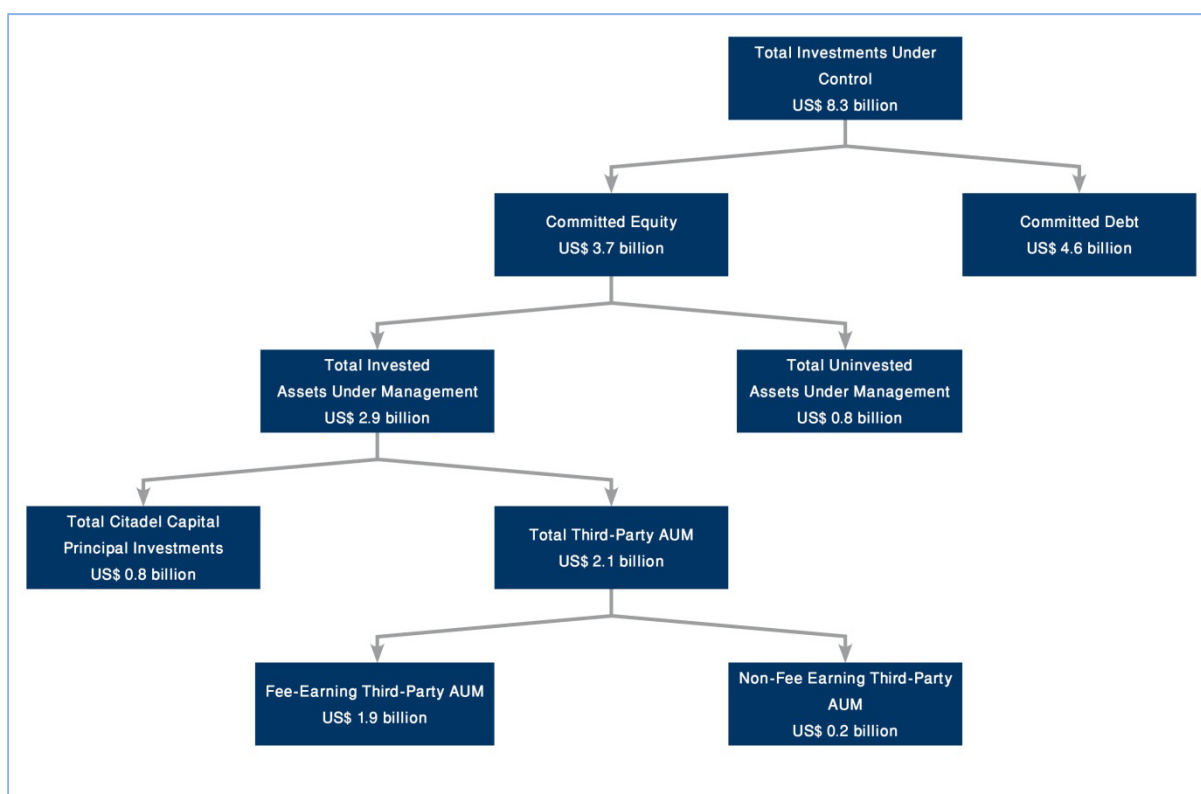 Total Investments Under
Control
US$ 8.3 billion
Committed Equity
US$ 3.7 billion
Committed Debt
US$ 4.6 billion
Total Invested
Assets Under Management
US$ 2.9 billion
Total Uninvested
Assets Under Management
US$ 0.8 billion
Total Citadel Capital
Principal Investments
US$ 0.8 billion
Total Third-Party AUM
US$ 2.1 billion
Fee-Earning Third-Party AUM
US$ 1.9 billion
Non-Fee Earning Third-Party
AUM
US$ 0.2 billion